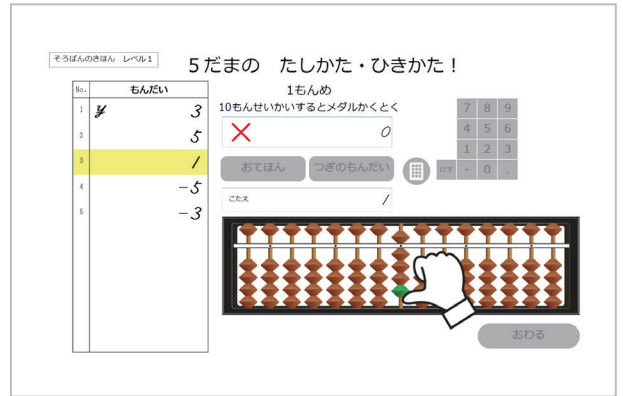 そろばんのきほん レベル1
5だまの たしかた・ひきかた！
No. もんだい
1 ¥ 3
2 5
3 1
4 -5
5 -3
1もんめ
10もんせいかいするとメダルかくとく
0
おてほん つぎのもんだい
こたえ 1
7 8 9
4 5 6
1 2 3
けす - 0 .
おわる